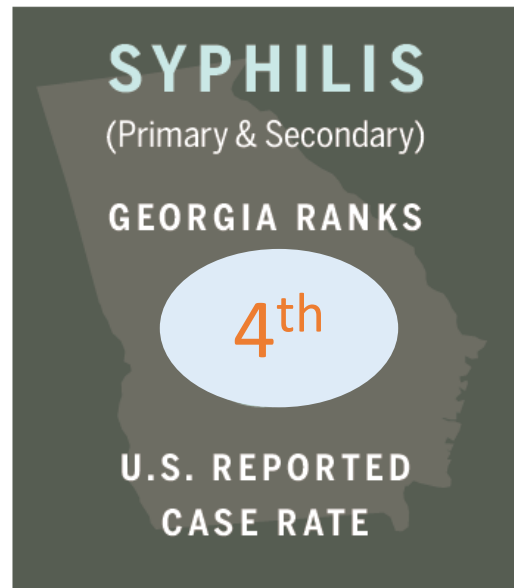 SYPHILIS
(Primary & Secondary)
GEORGIA RANKS
4th
U.S. REPORTED
CASE RATE